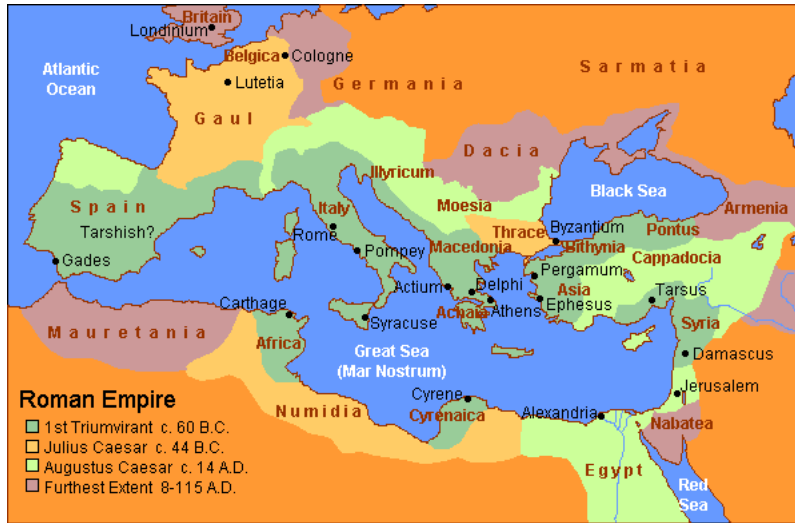 Britain
Londinium
Atlantic
Ocean
Belgica
Cologne
Lutetia
Gaul
Germania
Sarmatia
Dacia
Illyricum
Moesia
Black Sea
Armenia
Spain
Tarshish?
Gades
Italy
Rome
Pompey
Thrace
Byzantium
Pontus
Bithynia
Macedonia
Cappadocia
Pergamum
Asia
Actium
Delphi
Tarsus
Achaia
Athens
Ephesus
Carthage
Syracuse
Syria
Mauretania
Africa
Great Sea
(Mar Nostrum)
Damascus
Jerusalem
Cyrene
Cyrenaica
Alexandria
Numidia
Nabatea
Egypt
Red
Sea
Roman Empire
1st Triumvirant c. 60 B.C.
Julius Caesar c. 44 B.C.
Augustus Caesar c. 14 A.D.
Furthest Extent 8-115 A.D.